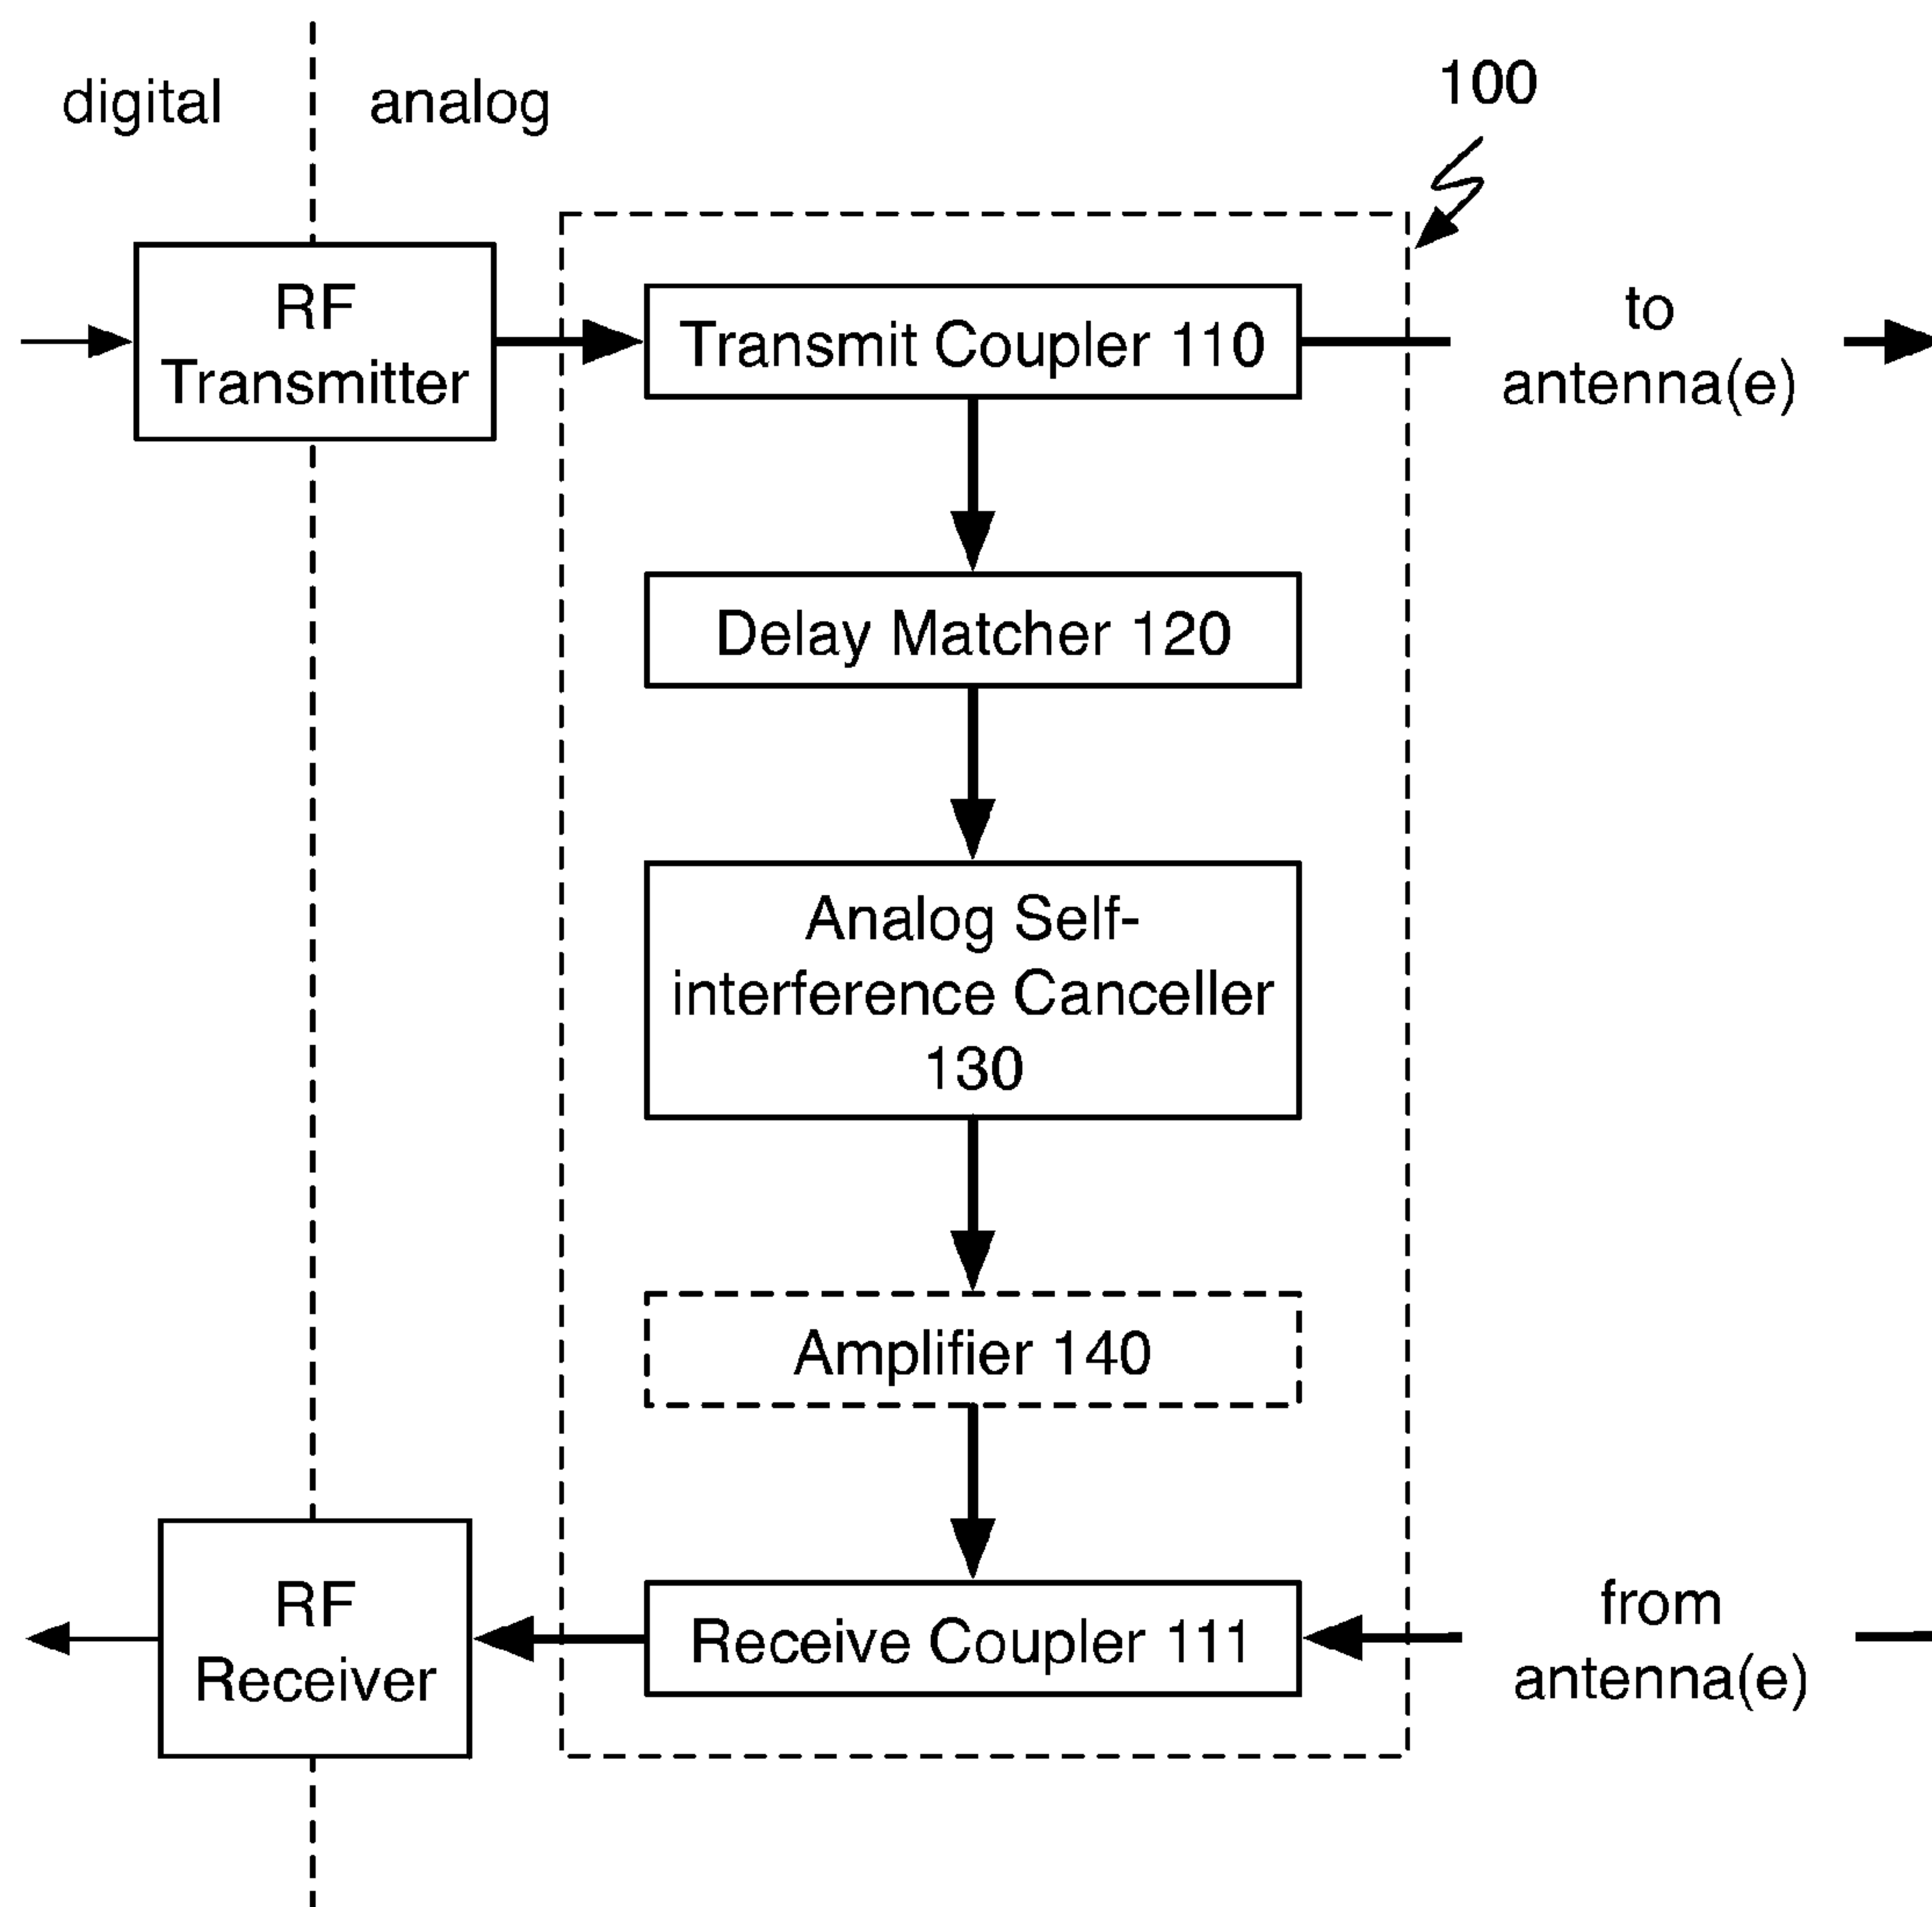 digital
analog
100
RF
Transmitter
Transmit Coupler 110
to
antenna(e)
Delay Matcher 120
Analog Self-
interference Canceller
130
Amplifier 140
RF
Receiver
Receive Coupler 111
from
antenna(e)